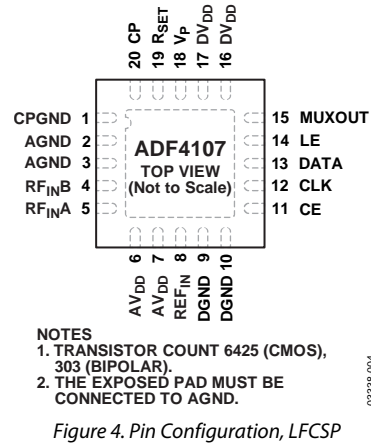 20 CP
19 RSET
18 VP
17 DVDD
16 DVDD
CPGND 1
AGND 2
AGND 3
RFINB 4
RFINA 5
ADF4107
TOP VIEW
(Not to Scale)
15 MUXOUT
14 LE
13 DATA
12 CLK
11 CE
6 AVDD
7 AVDD
8 REFIN
9 DGND
10 DGND
NOTES
1. TRANSISTOR COUNT 6425 (CMOS),
303 (BIPOLAR).
2. THE EXPOSED PAD MUST BE
CONNECTED TO AGND.
03338-004
Figure 4. Pin Configuration, LFCSP